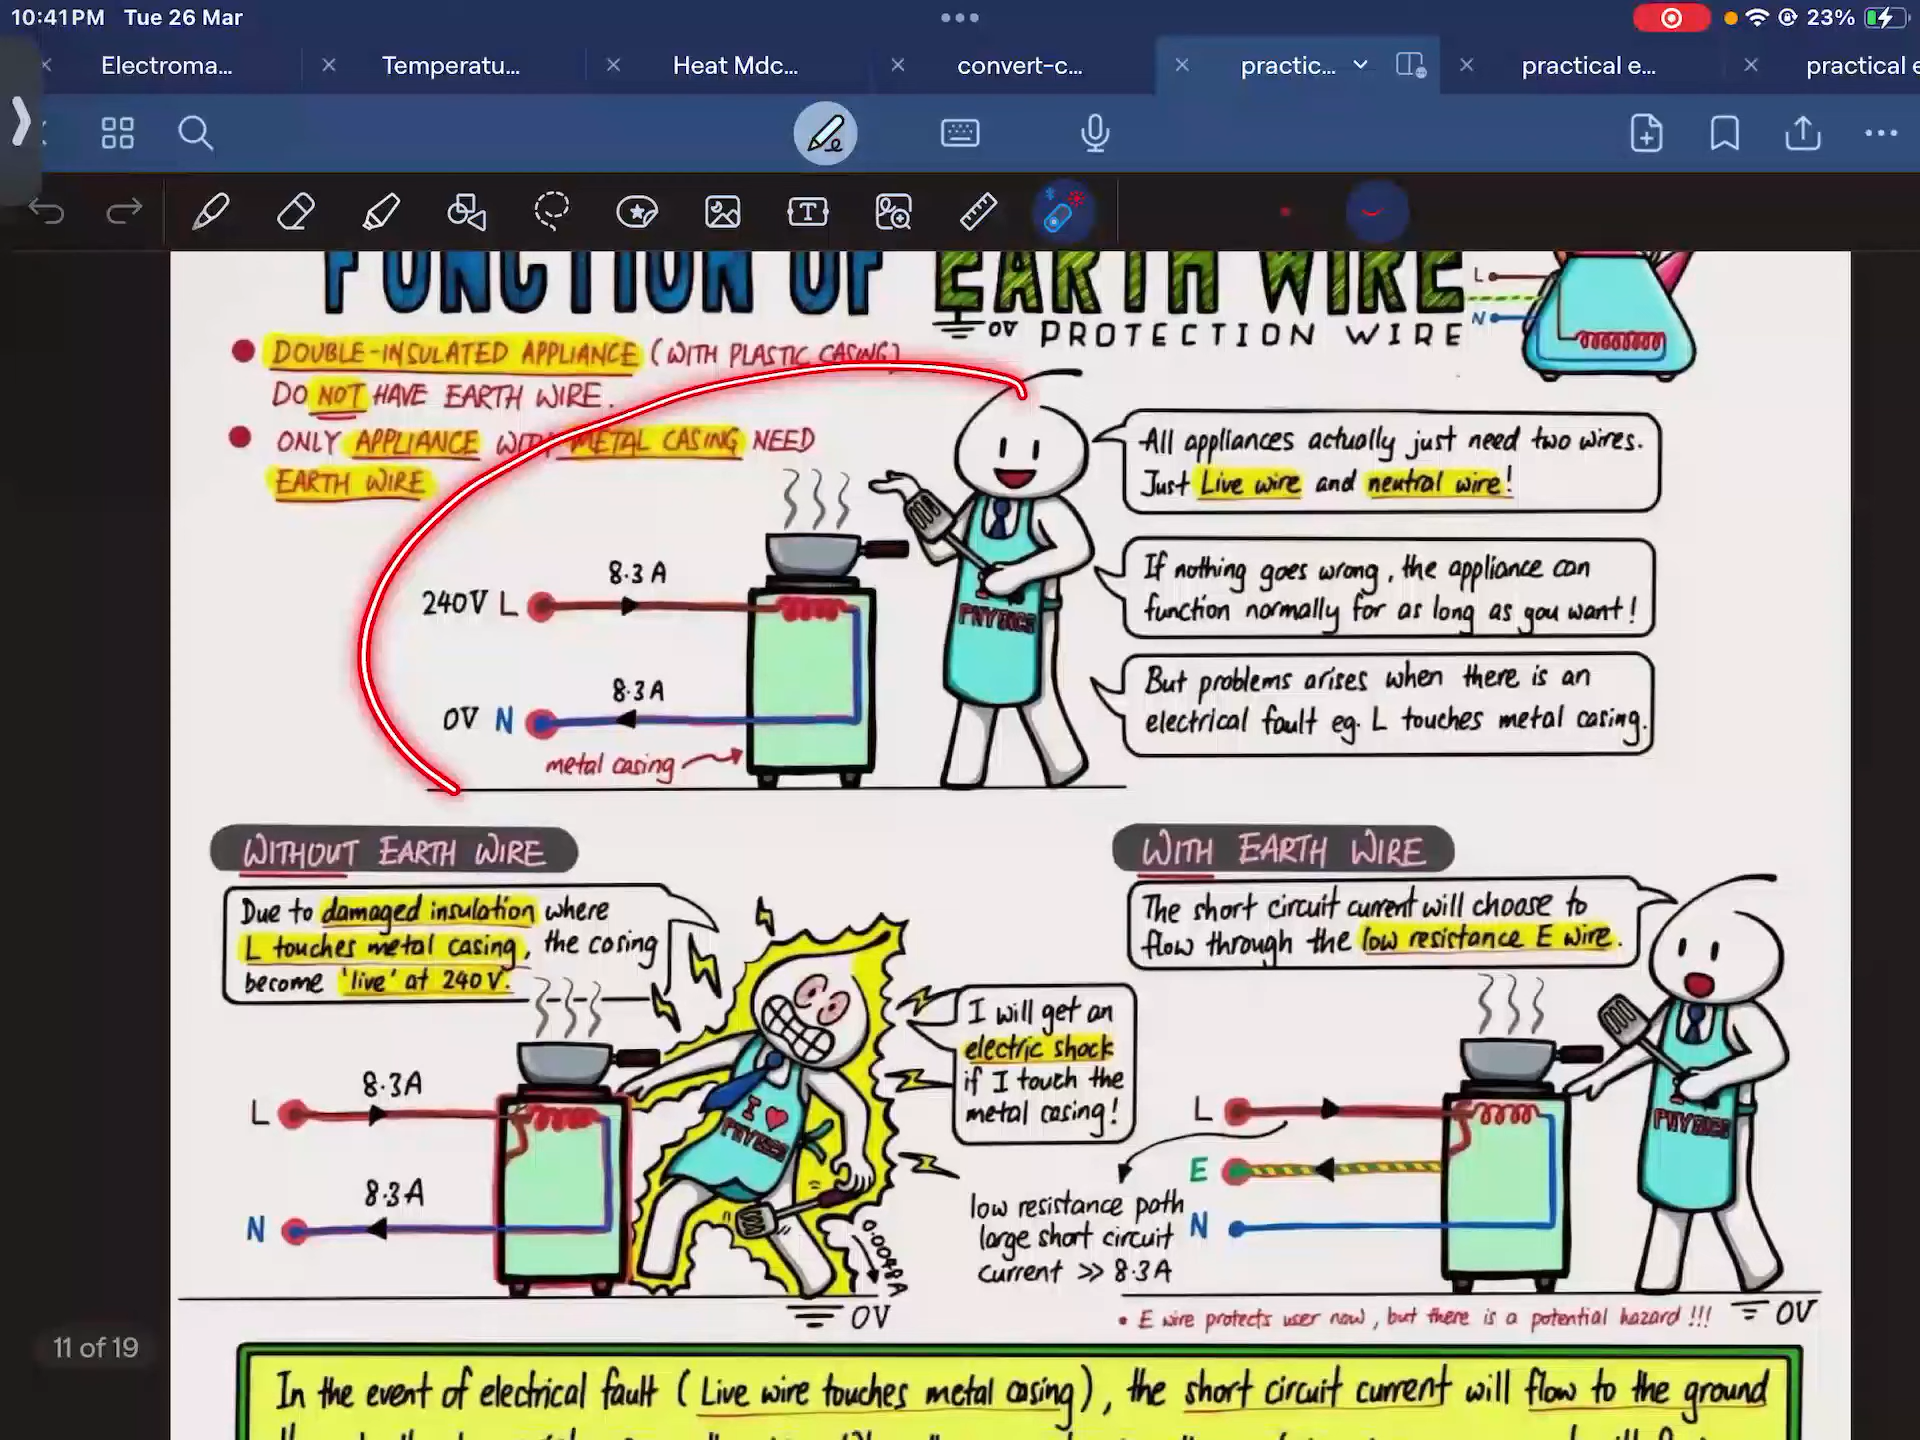 10:41 PM Tue 26 Mar
23%
Electroma...
Temperatu...
Heat Mdc...
convert-c...
practic...
practical e...
practical e
FUNCTION OF EARTH WIRE
0V PROTECTION WIRE
L
N
DOUBLE-INSULATED APPLIANCE (WITH PLASTIC CASING)
DO NOT HAVE EARTH WIRE.
ONLY APPLIANCE WITH METAL CASING NEED
EARTH WIRE
All appliances actually just need two wires.
Just Live wire and neutral wire!
If nothing goes wrong, the appliance can
function normally for as long as you want!
But problems arises when there is an
electrical fault eg. L touches metal casing.
8.3 A
240V L
8.3A
0V N
metal casing
PHYSICS
WITHOUT EARTH WIRE
Due to damaged insulation where
L touches metal casing, the casing
become 'live' at 240V.
I will get an
electric shock
if I touch the
metal casing!
L
8.3A
N
8.3A
I ♥
PHYSICS
0.0048A
0V
WITH EARTH WIRE
The short circuit current will choose to
flow through the low resistance E wire.
L
E
N
low resistance path
large short circuit
current >> 8.3A
PHYSICS
• E wire protects user now, but there is a potential hazard!!!
0V
11 of 19
In the event of electrical fault (Live wire touches metal casing), the short circuit current will flow to the ground